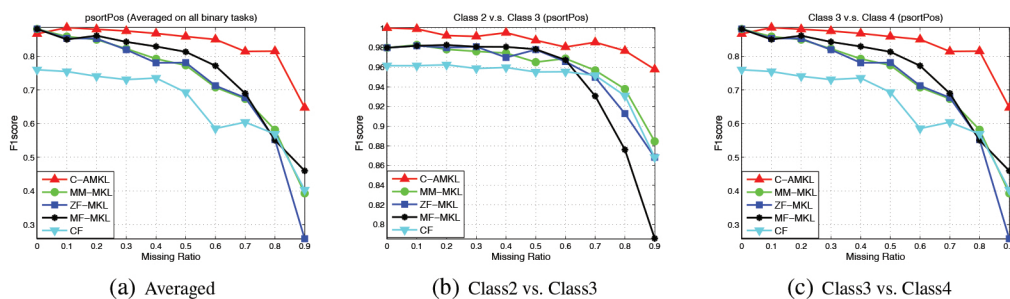 psortPos (Averaged on all binary tasks)
F1score
0.8
0.7
0.6
0.5
0.4
0.3
C-AMKL
MM-MKL
ZF-MKL
MF-MKL
CF
0 0.1 0.2 0.3 0.4 0.5 0.6 0.7 0.8 0.9
Missing Ratio
(a) Averaged
Class 2 v.s. Class 3 (psortPos)
F1score
1
0.98
0.96
0.94
0.92
0.9
0.88
0.86
0.84
0.82
0.8
C-AMKL
MM-MKL
ZF-MKL
MF-MKL
CF
0 0.1 0.2 0.3 0.4 0.5 0.6 0.7 0.8 0.9
Missing Ratio
(b) Class2 vs. Class3
Class 3 v.s. Class 4 (psortPos)
F1score
0.8
0.7
0.6
0.5
0.4
0.3
C-AMKL
MM-MKL
ZF-MKL
MF-MKL
CF
0 0.1 0.2 0.3 0.4 0.5 0.6 0.7 0.8 0.9
Missing Ratio
(c) Class3 vs. Class4